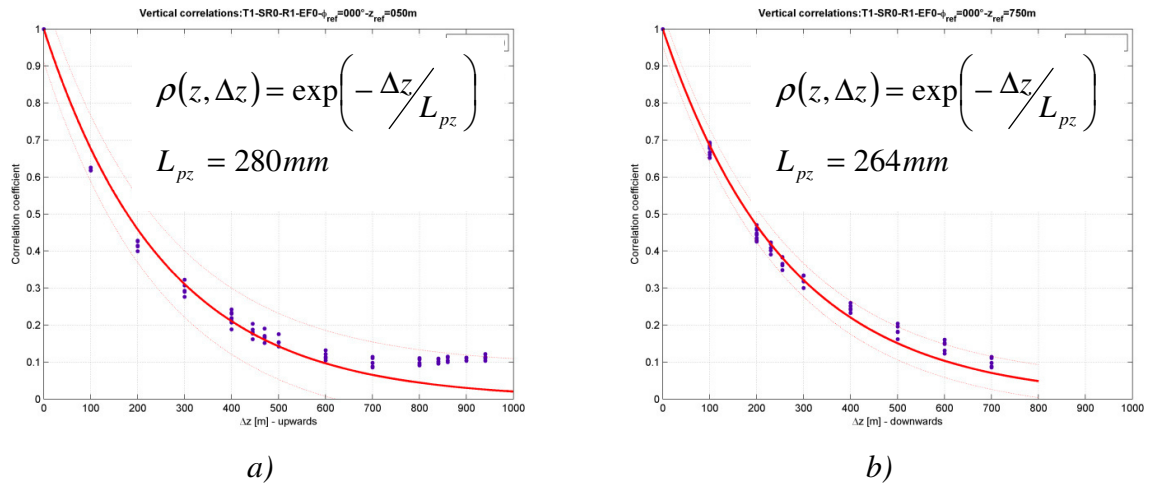 Vertical correlations:T1-SR0-R1-EF0-ϕref=000°-zref=050m
Correlation coefficient
1
0.9
0.8
0.7
0.6
0.5
0.4
0.3
0.2
0.1
0
ρ(z, Δz) = exp(−Δz/Lpz)
Lpz = 280mm
0 100 200 300 400 500 600 700 800 900 1000
Δz [m] - upwards
a)
Vertical correlations:T1-SR0-R1-EF0-ϕref=000°-zref=750m
Correlation coefficient
1
0.9
0.8
0.7
0.6
0.5
0.4
0.3
0.2
0.1
0
ρ(z, Δz) = exp(−Δz/Lpz)
Lpz = 264mm
0 100 200 300 400 500 600 700 800 900 1000
Δz [m] - downwards
b)